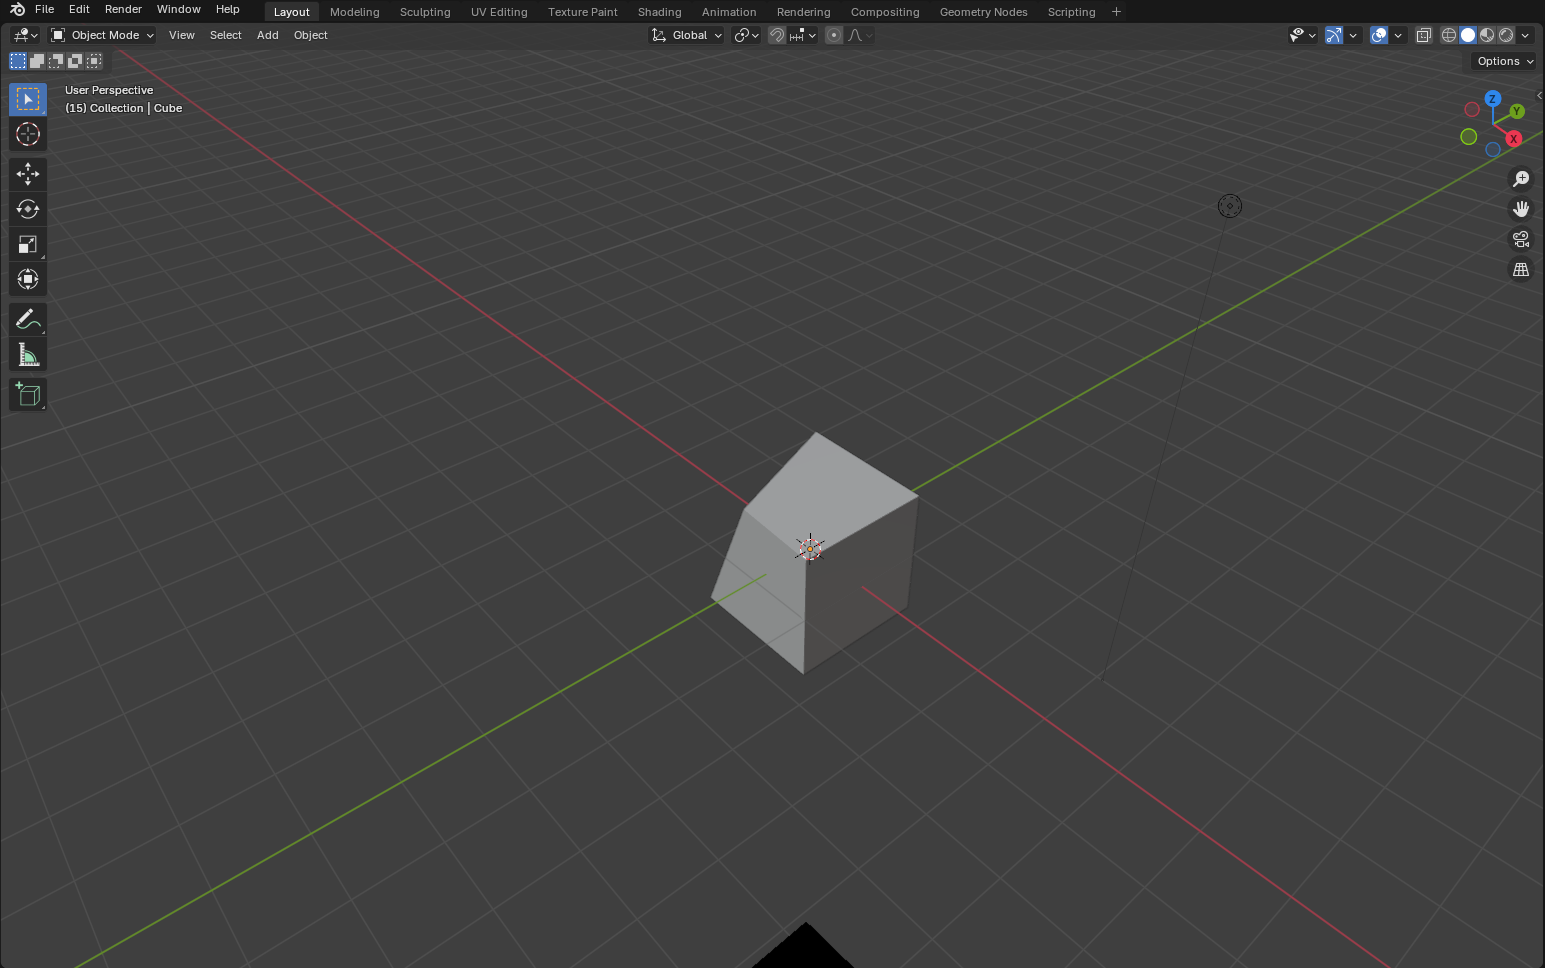 File Edit Render Window Help Layout Modeling Sculpting UV Editing Texture Paint Shading Animation Rendering Compositing Geometry Nodes Scripting +
Object Mode View Select Add Object Global
Options
User Perspective
(15) Collection | Cube
Z
Y
X